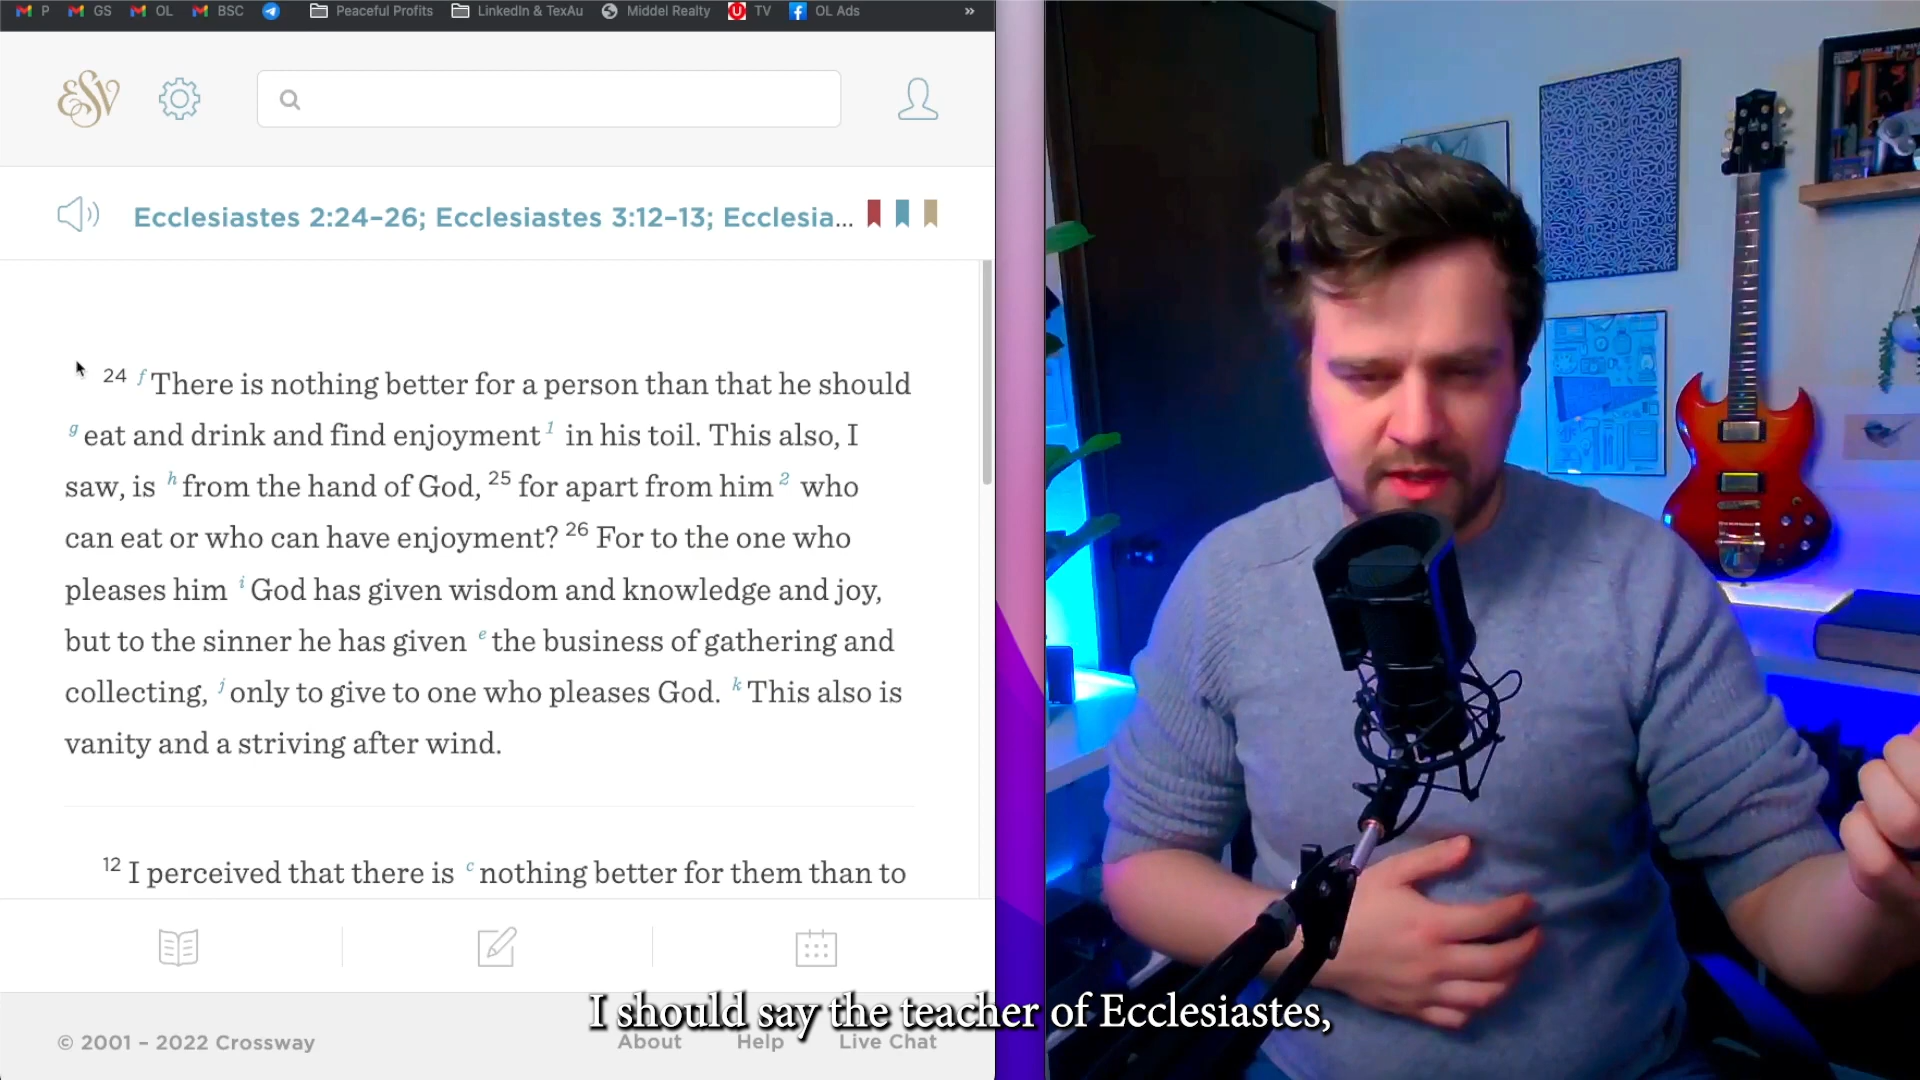 P GS OL BSC Peaceful Profits LinkedIn & TexAu Middel Realty TV OL Ads »
ESV
Ecclesiastes 2:24–26; Ecclesiastes 3:12–13; Ecclesia...
24 f There is nothing better for a person than that he should
g eat and drink and find enjoyment 1 in his toil. This also, I
saw, is h from the hand of God, 25 for apart from him 2 who
can eat or who can have enjoyment? 26 For to the one who
pleases him i God has given wisdom and knowledge and joy,
but to the sinner he has given e the business of gathering and
collecting, j only to give to one who pleases God. k This also is
vanity and a striving after wind.
12 I perceived that there is c nothing better for them than to
I should say the teacher of Ecclesiastes,
© 2001 – 2022 Crossway About Help Live Chat